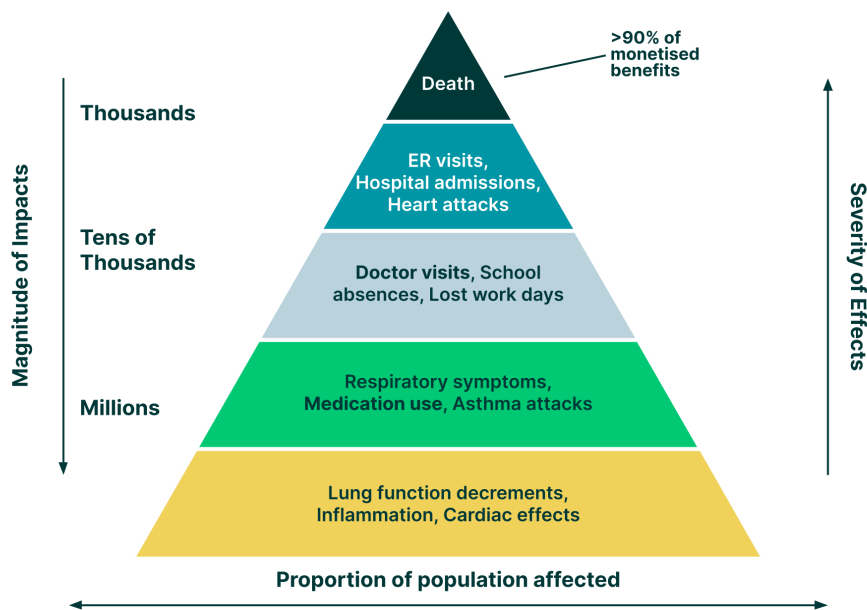 Death
>90% of
monetised
benefits
Thousands
ER visits,
Hospital admissions,
Heart attacks
Tens of
Thousands
Doctor visits, School
absences, Lost work days
Millions
Respiratory symptoms,
Medication use, Asthma attacks
Lung function decrements,
Inflammation, Cardiac effects
Magnitude of Impacts
Severity of Effects
Proportion of population affected